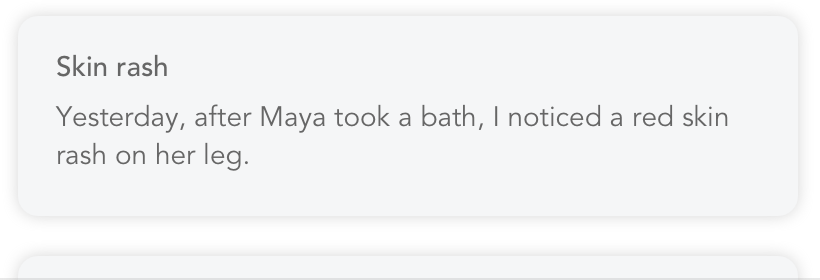 Skin rash
Yesterday, after Maya took a bath, I noticed a red skin
rash on her leg.